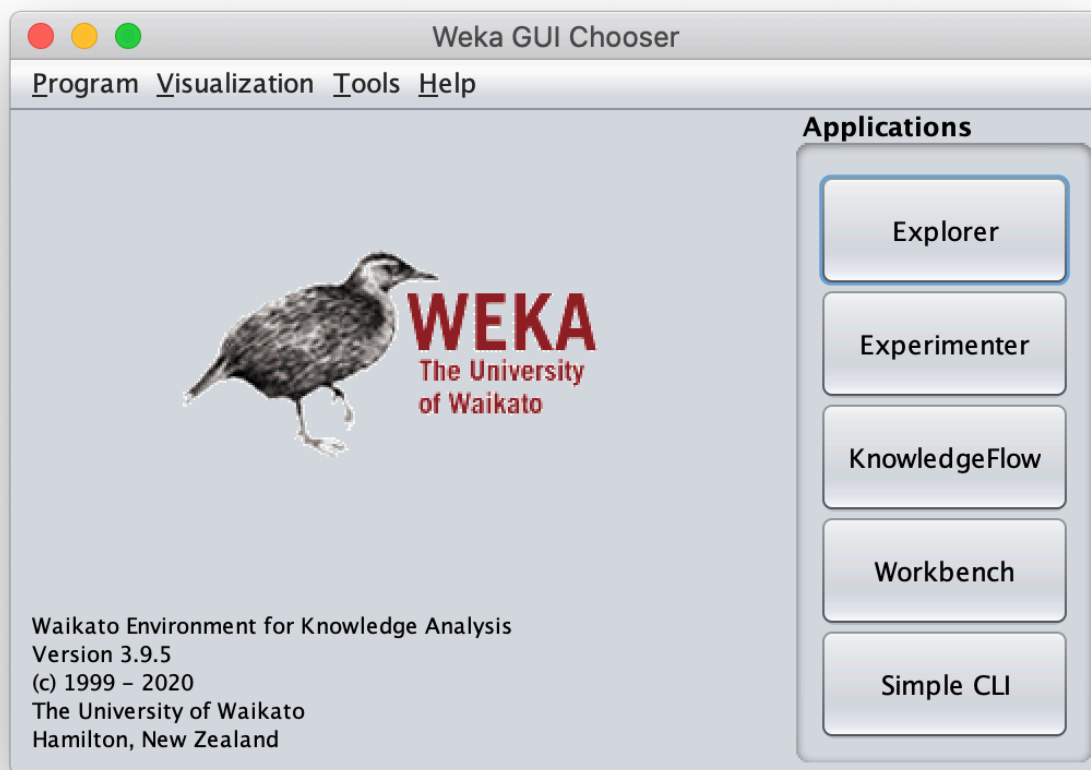 Weka GUI Chooser
Program Visualization Tools Help
Applications
Explorer
Experimenter
KnowledgeFlow
Workbench
Simple CLI
WEKA
The University
of Waikato
Waikato Environment for Knowledge Analysis
Version 3.9.5
(c) 1999 – 2020
The University of Waikato
Hamilton, New Zealand